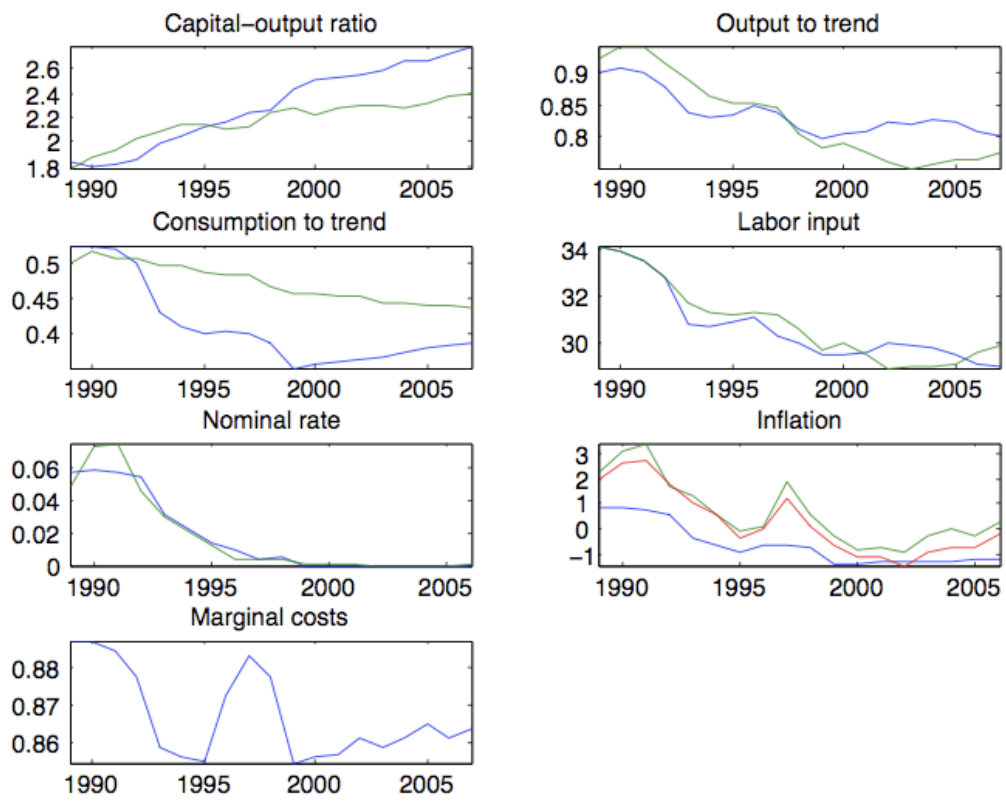 Capital−output ratio
2.6
2.4
2.2
2
1.8
1990 1995 2000 2005
Output to trend
0.9
0.85
0.8
1990 1995 2000 2005
Consumption to trend
0.5
0.45
0.4
1990 1995 2000 2005
Labor input
34
32
30
1990 1995 2000 2005
Nominal rate
0.06
0.04
0.02
0
1990 1995 2000 2005
Inflation
3
2
1
0
−1
1990 1995 2000 2005
Marginal costs
0.88
0.87
0.86
1990 1995 2000 2005